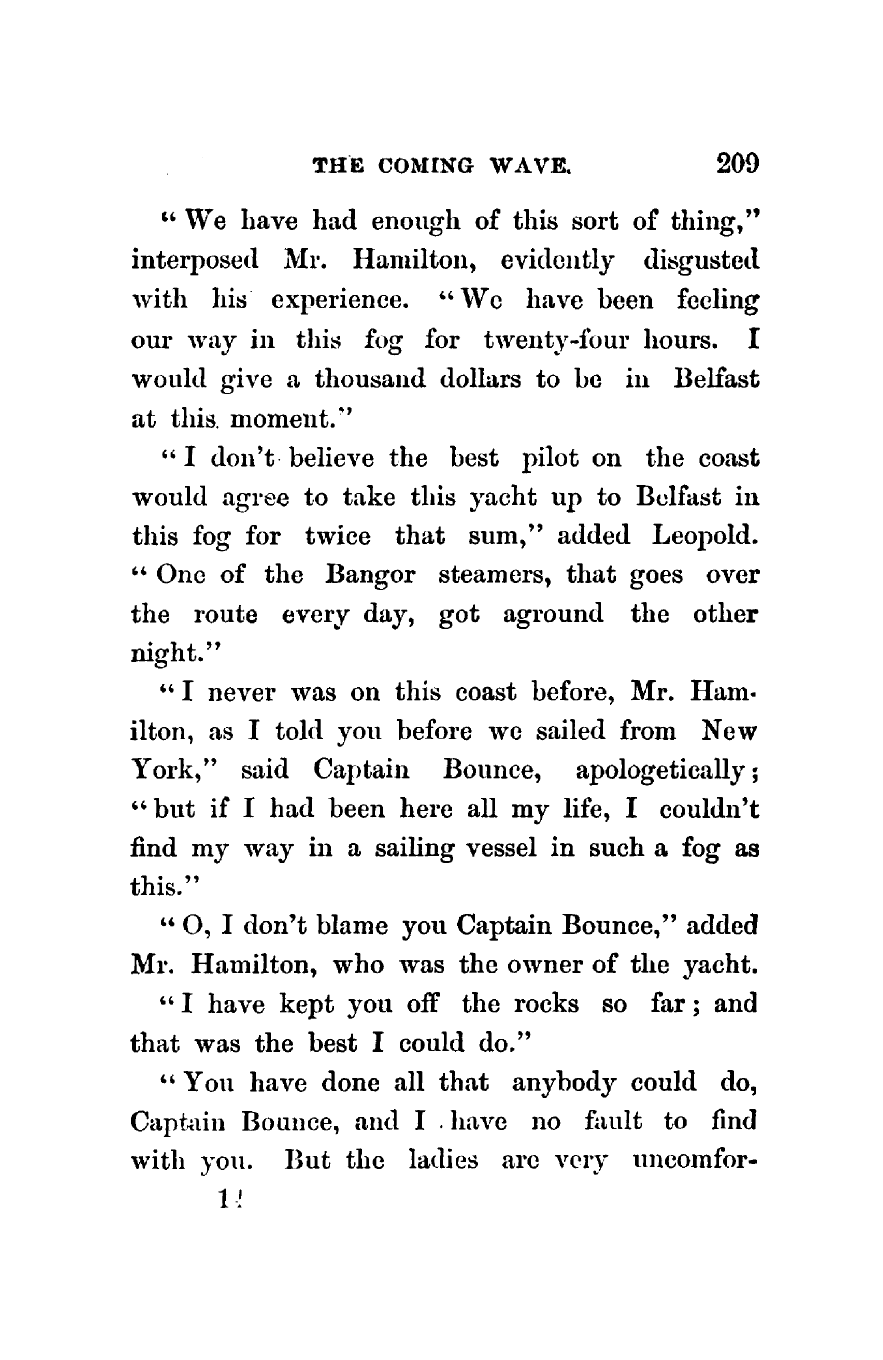 THE COMING WAVE. 209
“ We have had enough of this sort of thing,”
interposed Mr. Hamilton, evidently disgusted
with his experience. “ We have been feeling
our way in this fog for twenty-four hours. I
would give a thousand dollars to be in Belfast
at this moment.”
“ I don’t believe the best pilot on the coast
would agree to take this yacht up to Belfast in
this fog for twice that sum,” added Leopold.
“ One of the Bangor steamers, that goes over
the route every day, got aground the other
night.”
“ I never was on this coast before, Mr. Ham-
ilton, as I told you before we sailed from New
York,” said Captain Bounce, apologetically;
“ but if I had been here all my life, I couldn’t
find my way in a sailing vessel in such a fog as
this.”
“ O, I don’t blame you Captain Bounce,” added
Mr. Hamilton, who was the owner of the yacht.
“ I have kept you off the rocks so far; and
that was the best I could do.”
“ You have done all that anybody could do,
Captain Bounce, and I have no fault to find
with you. But the ladies are very uncomfor-